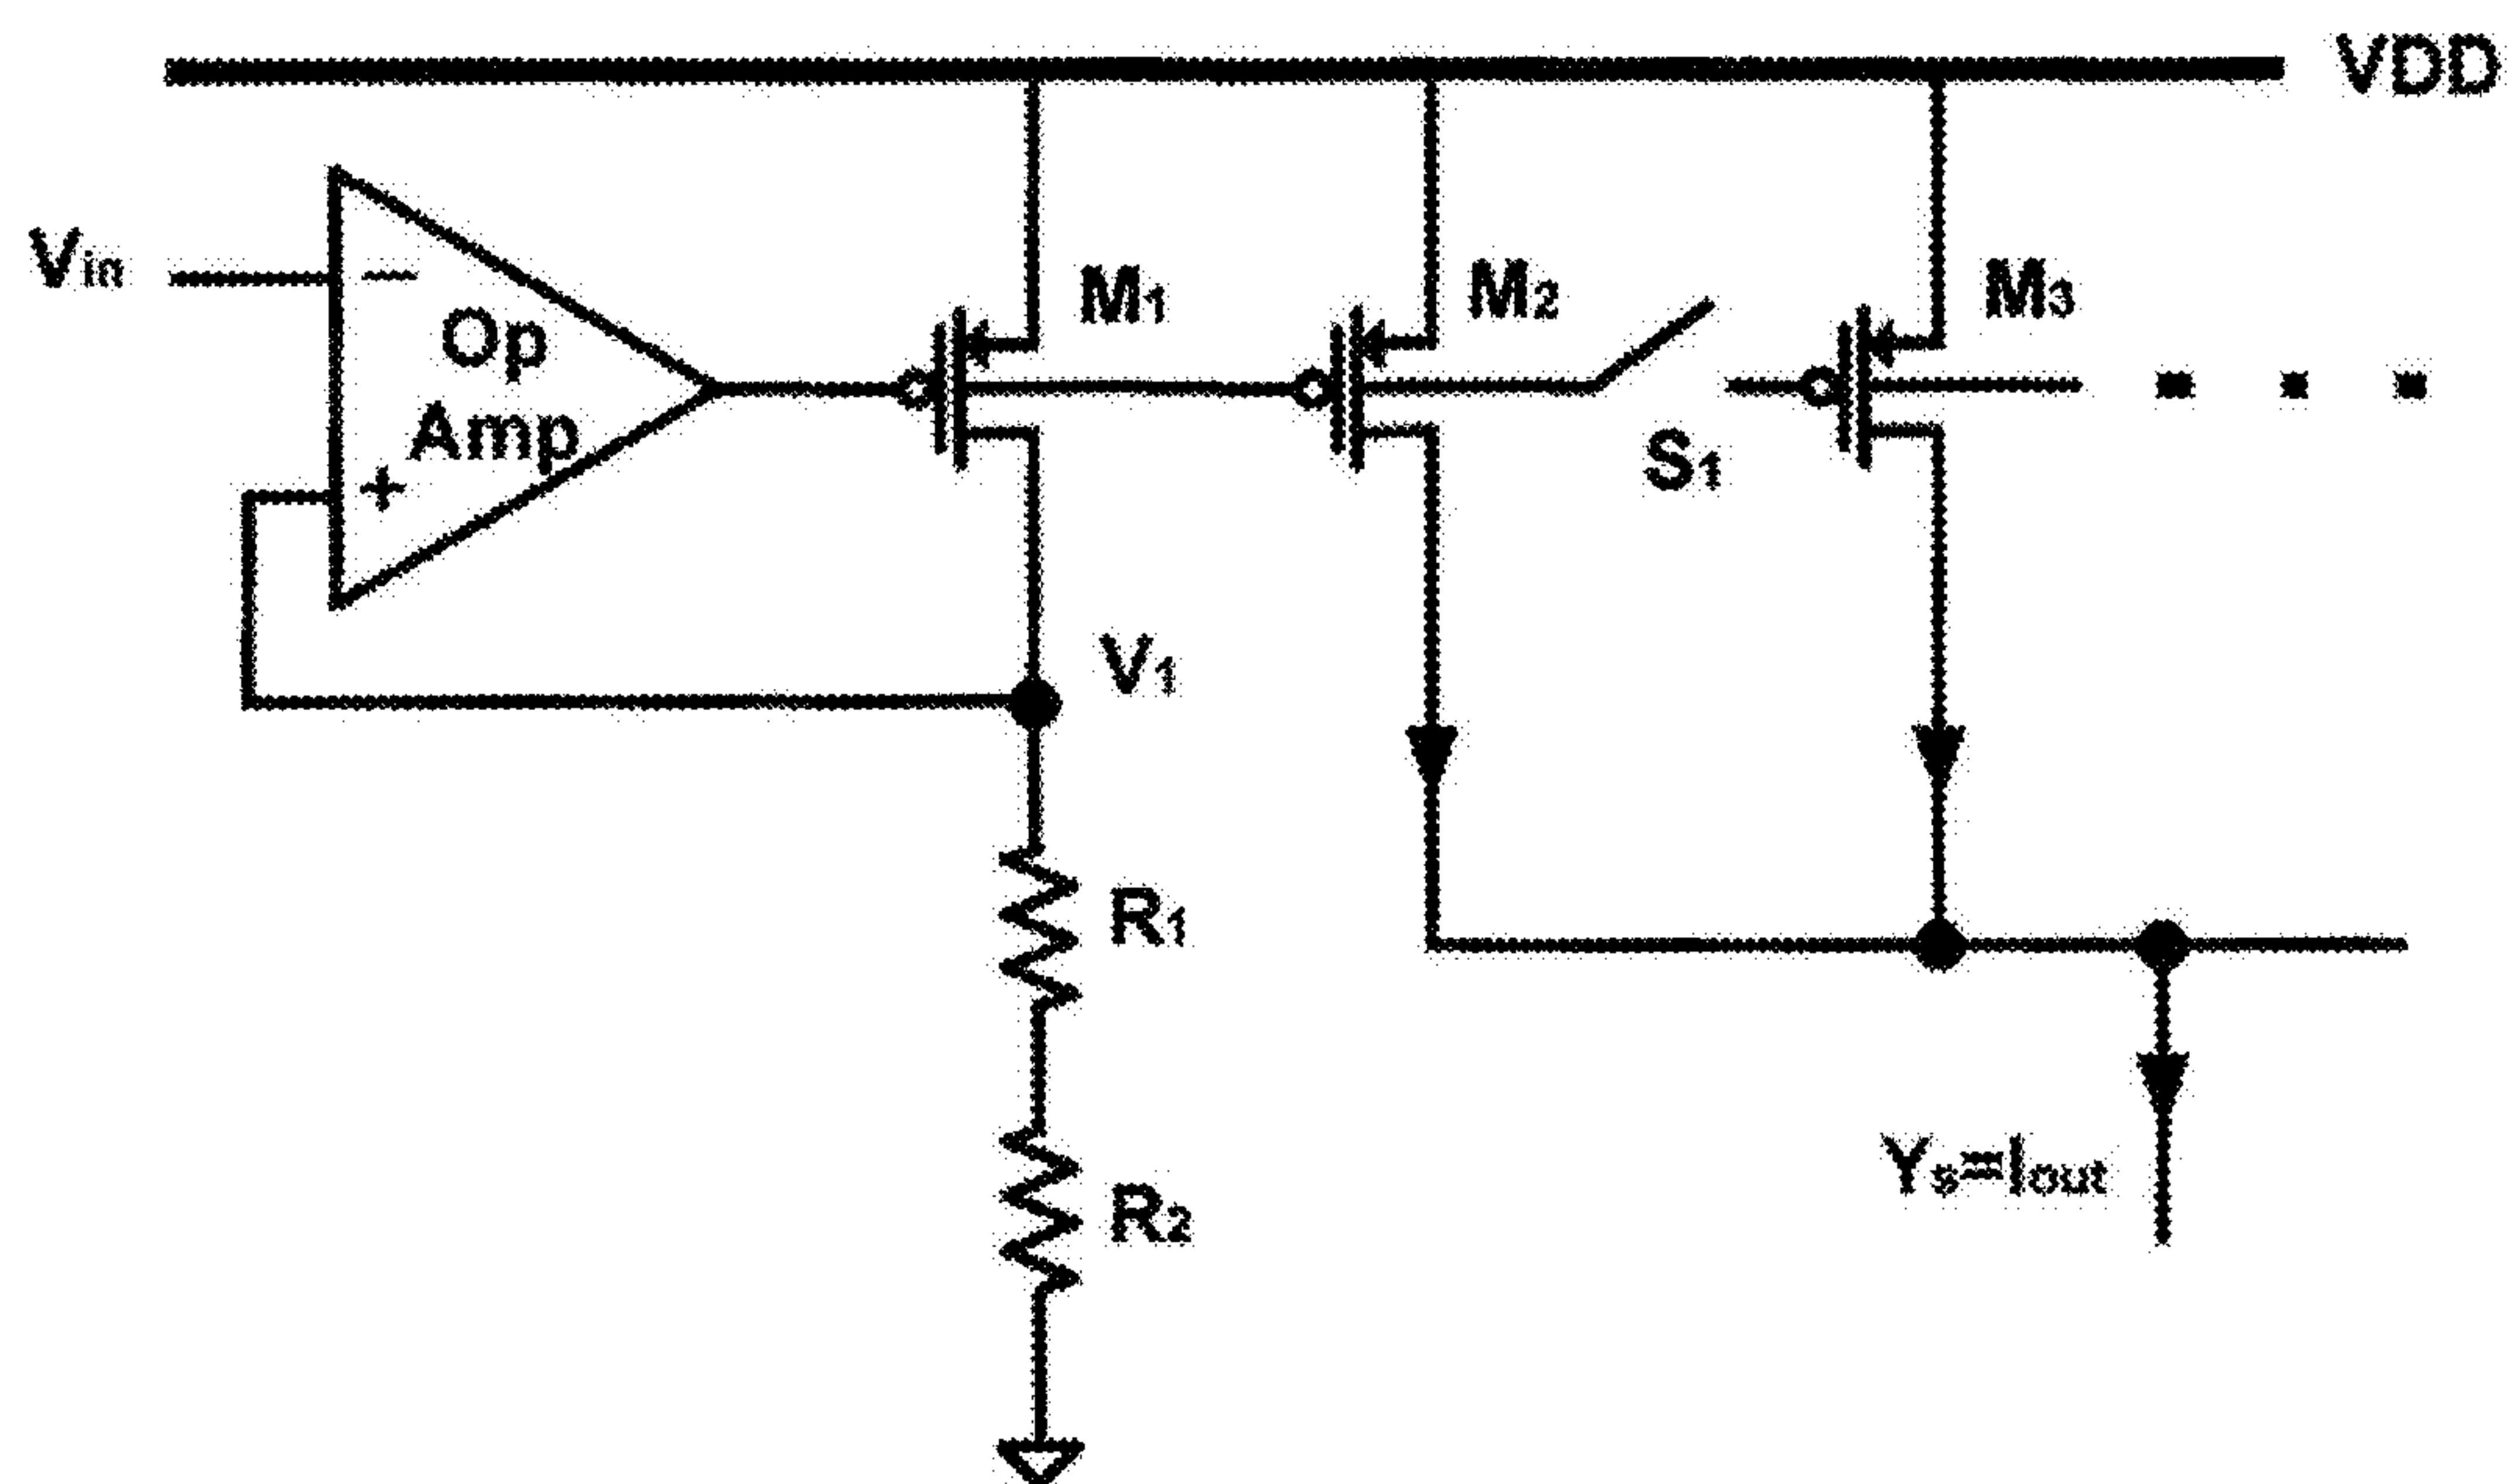 VDD
Vin
−
Op
Amp
+
M1
M2
M3
S1
V1
R1
R2
Ys=Iout